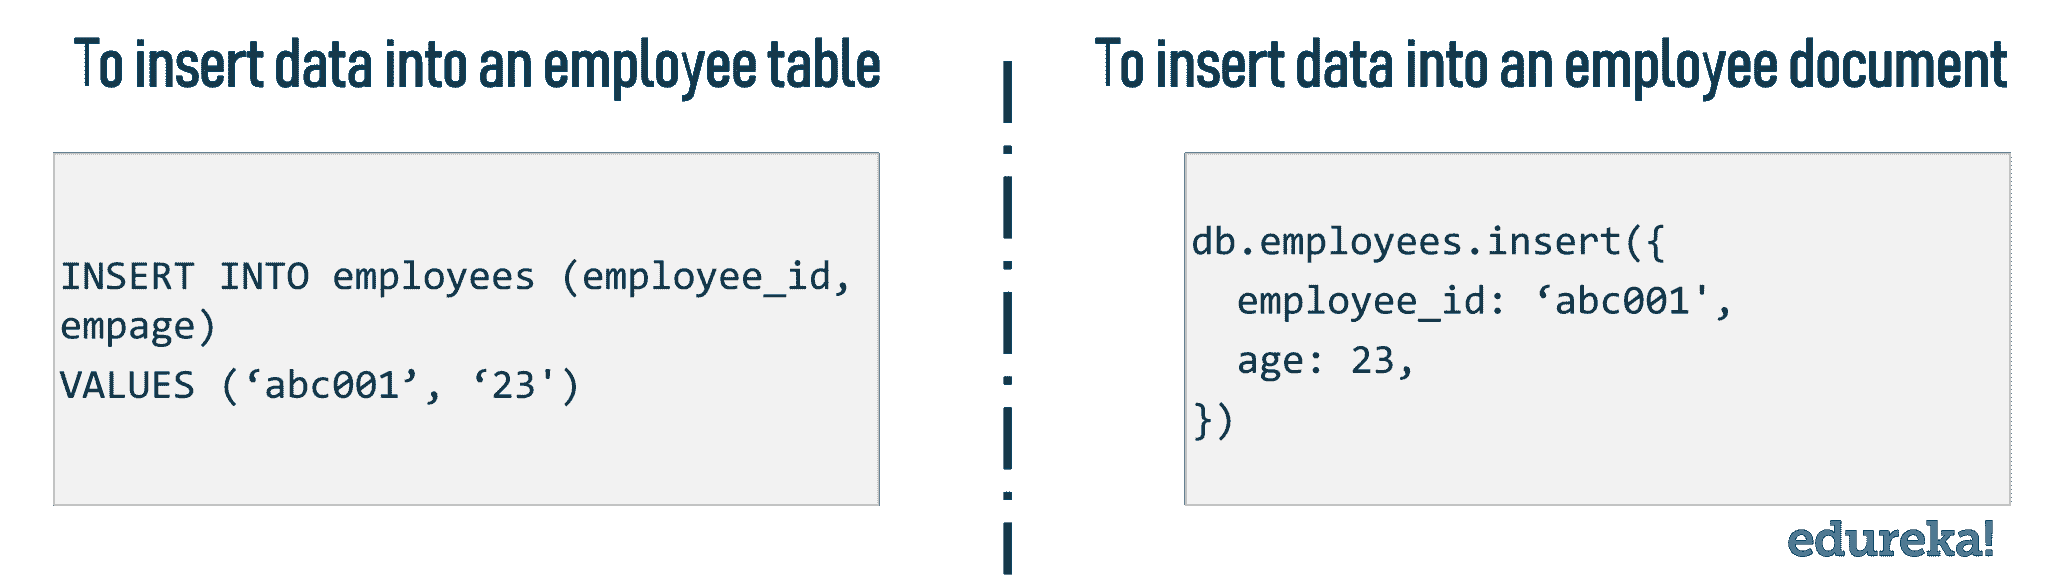 To insert data into an employee table
INSERT INTO employees (employee_id,
empage)
VALUES (‘abc001’, ‘23')
To insert data into an employee document
db.employees.insert({
  employee_id: ‘abc001',
  age: 23,
})
edureka!